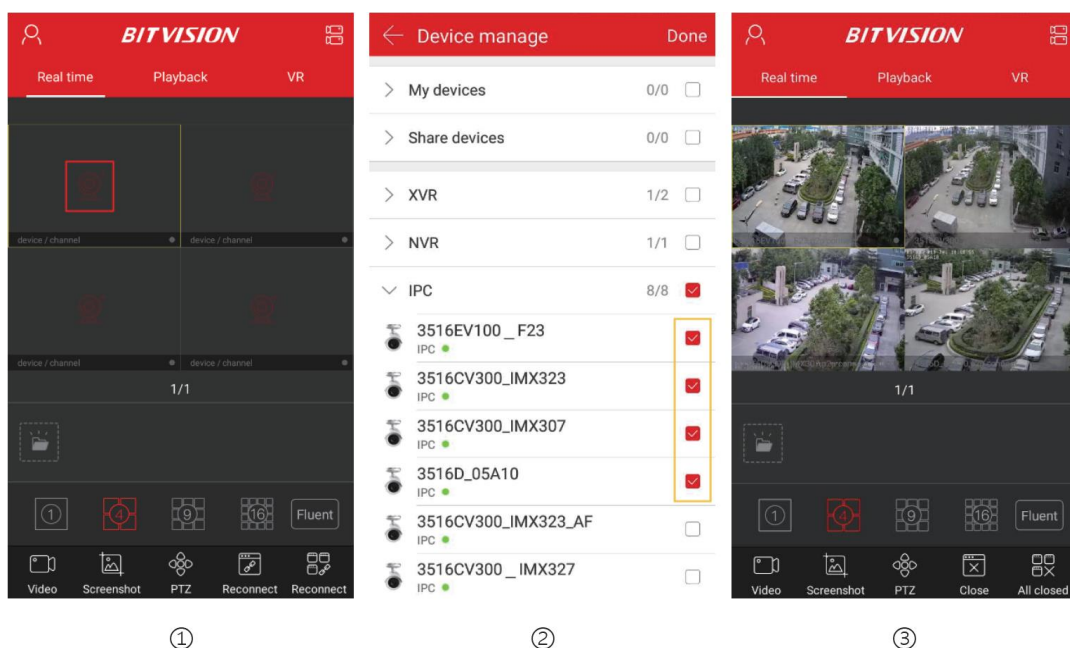 BITVISION
Real time Playback VR
device / channel device / channel
device / channel device / channel
1/1
1 4 9 16 Fluent
Video Screenshot PTZ Reconnect Reconnect
①
Device manage Done
My devices 0/0
Share devices 0/0
XVR 1/2
NVR 1/1
IPC 8/8
3516EV100 _ F23
IPC
3516CV300_IMX323
IPC
3516CV300_IMX307
IPC
3516D_05A10
IPC
3516CV300_IMX323_AF
IPC
3516CV300 _ IMX327
IPC
②
BITVISION
Real time Playback VR
1/1
1 4 9 16 Fluent
Video Screenshot PTZ Close All closed
③